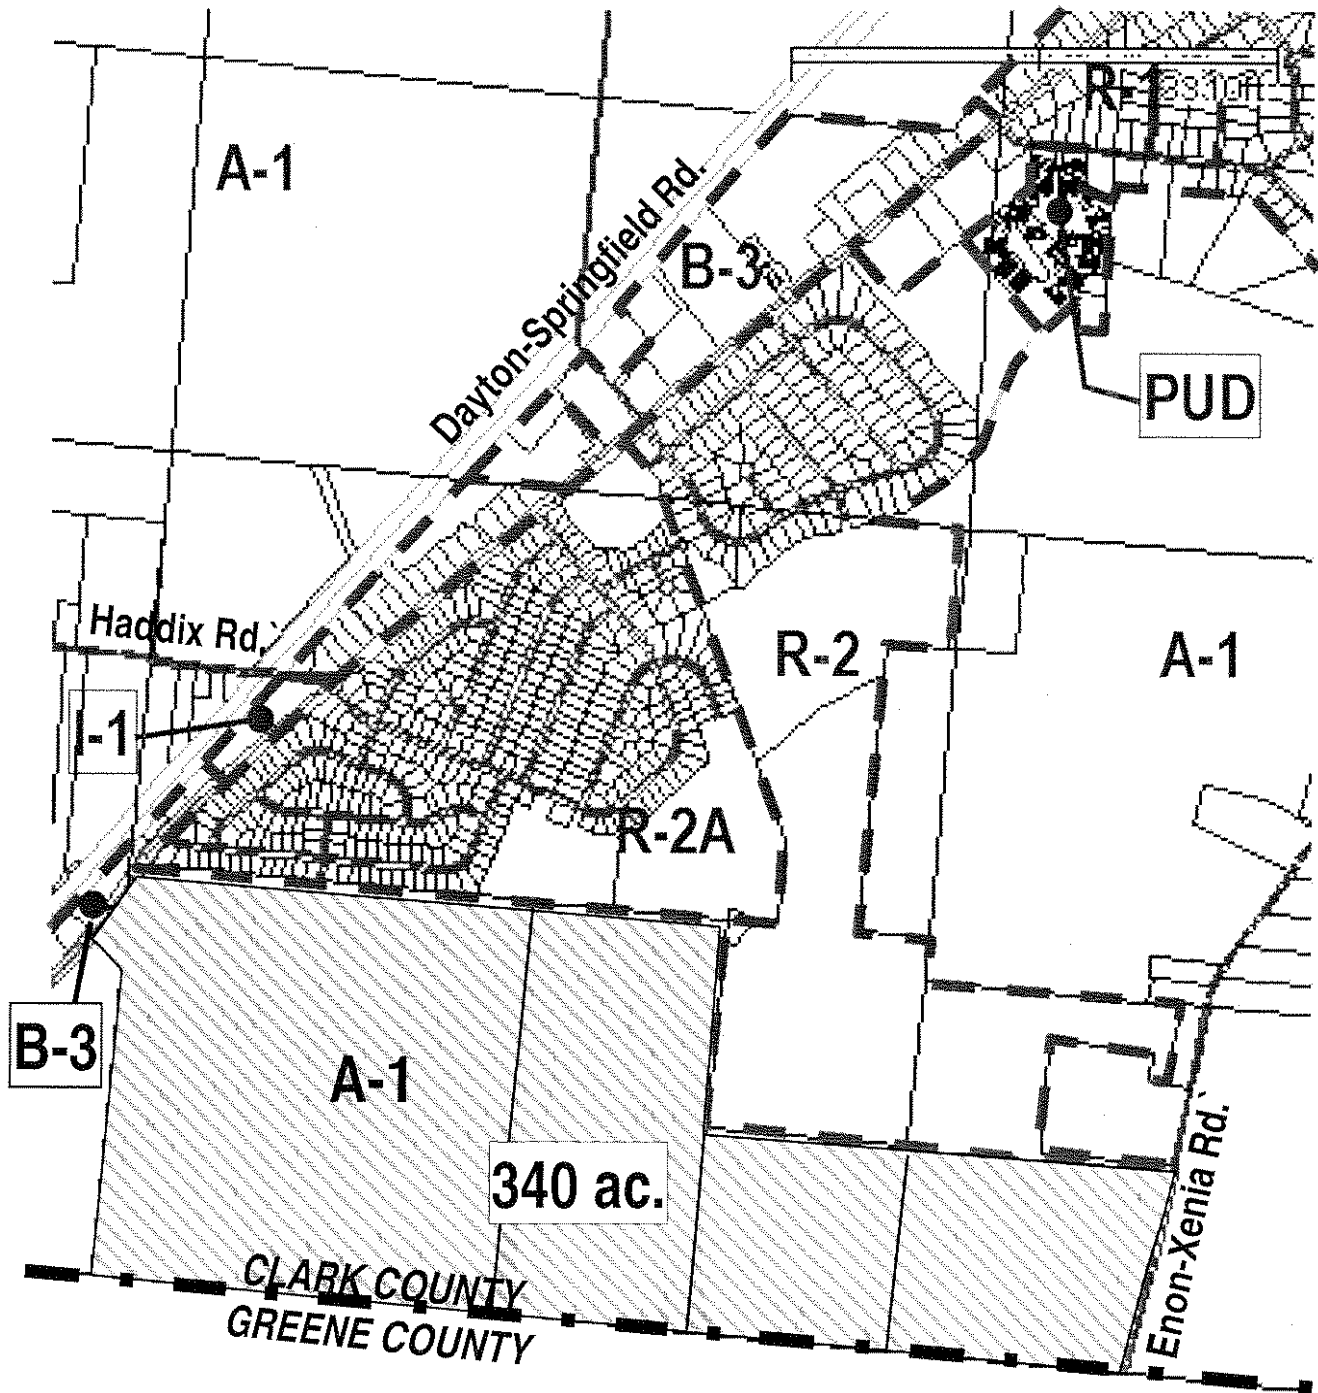 R-1
A-1
Dayton-Springfield Rd.
B-3
PUD
Haddix Rd.
R-2
A-1
I-1
R-2A
B-3
A-1
340 ac.
Enon-Xenia Rd.
CLARK COUNTY
GREENE COUNTY